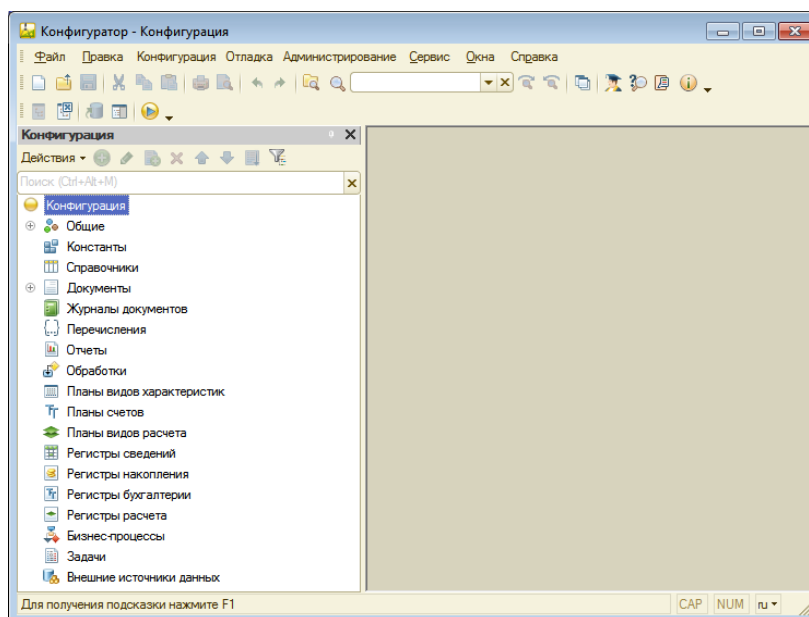 Конфигуратор - Конфигурация
Файл Правка Конфигурация Отладка Администрирование Сервис Окна Справка
Конфигурация
Действия
Поиск (Ctrl+Alt+M)
Конфигурация
Общие
Константы
Справочники
Документы
Журналы документов
Перечисления
Отчеты
Обработки
Планы видов характеристик
Планы счетов
Планы видов расчета
Регистры сведений
Регистры накопления
Регистры бухгалтерии
Регистры расчета
Бизнес-процессы
Задачи
Внешние источники данных
Для получения подсказки нажмите F1 CAP NUM ru